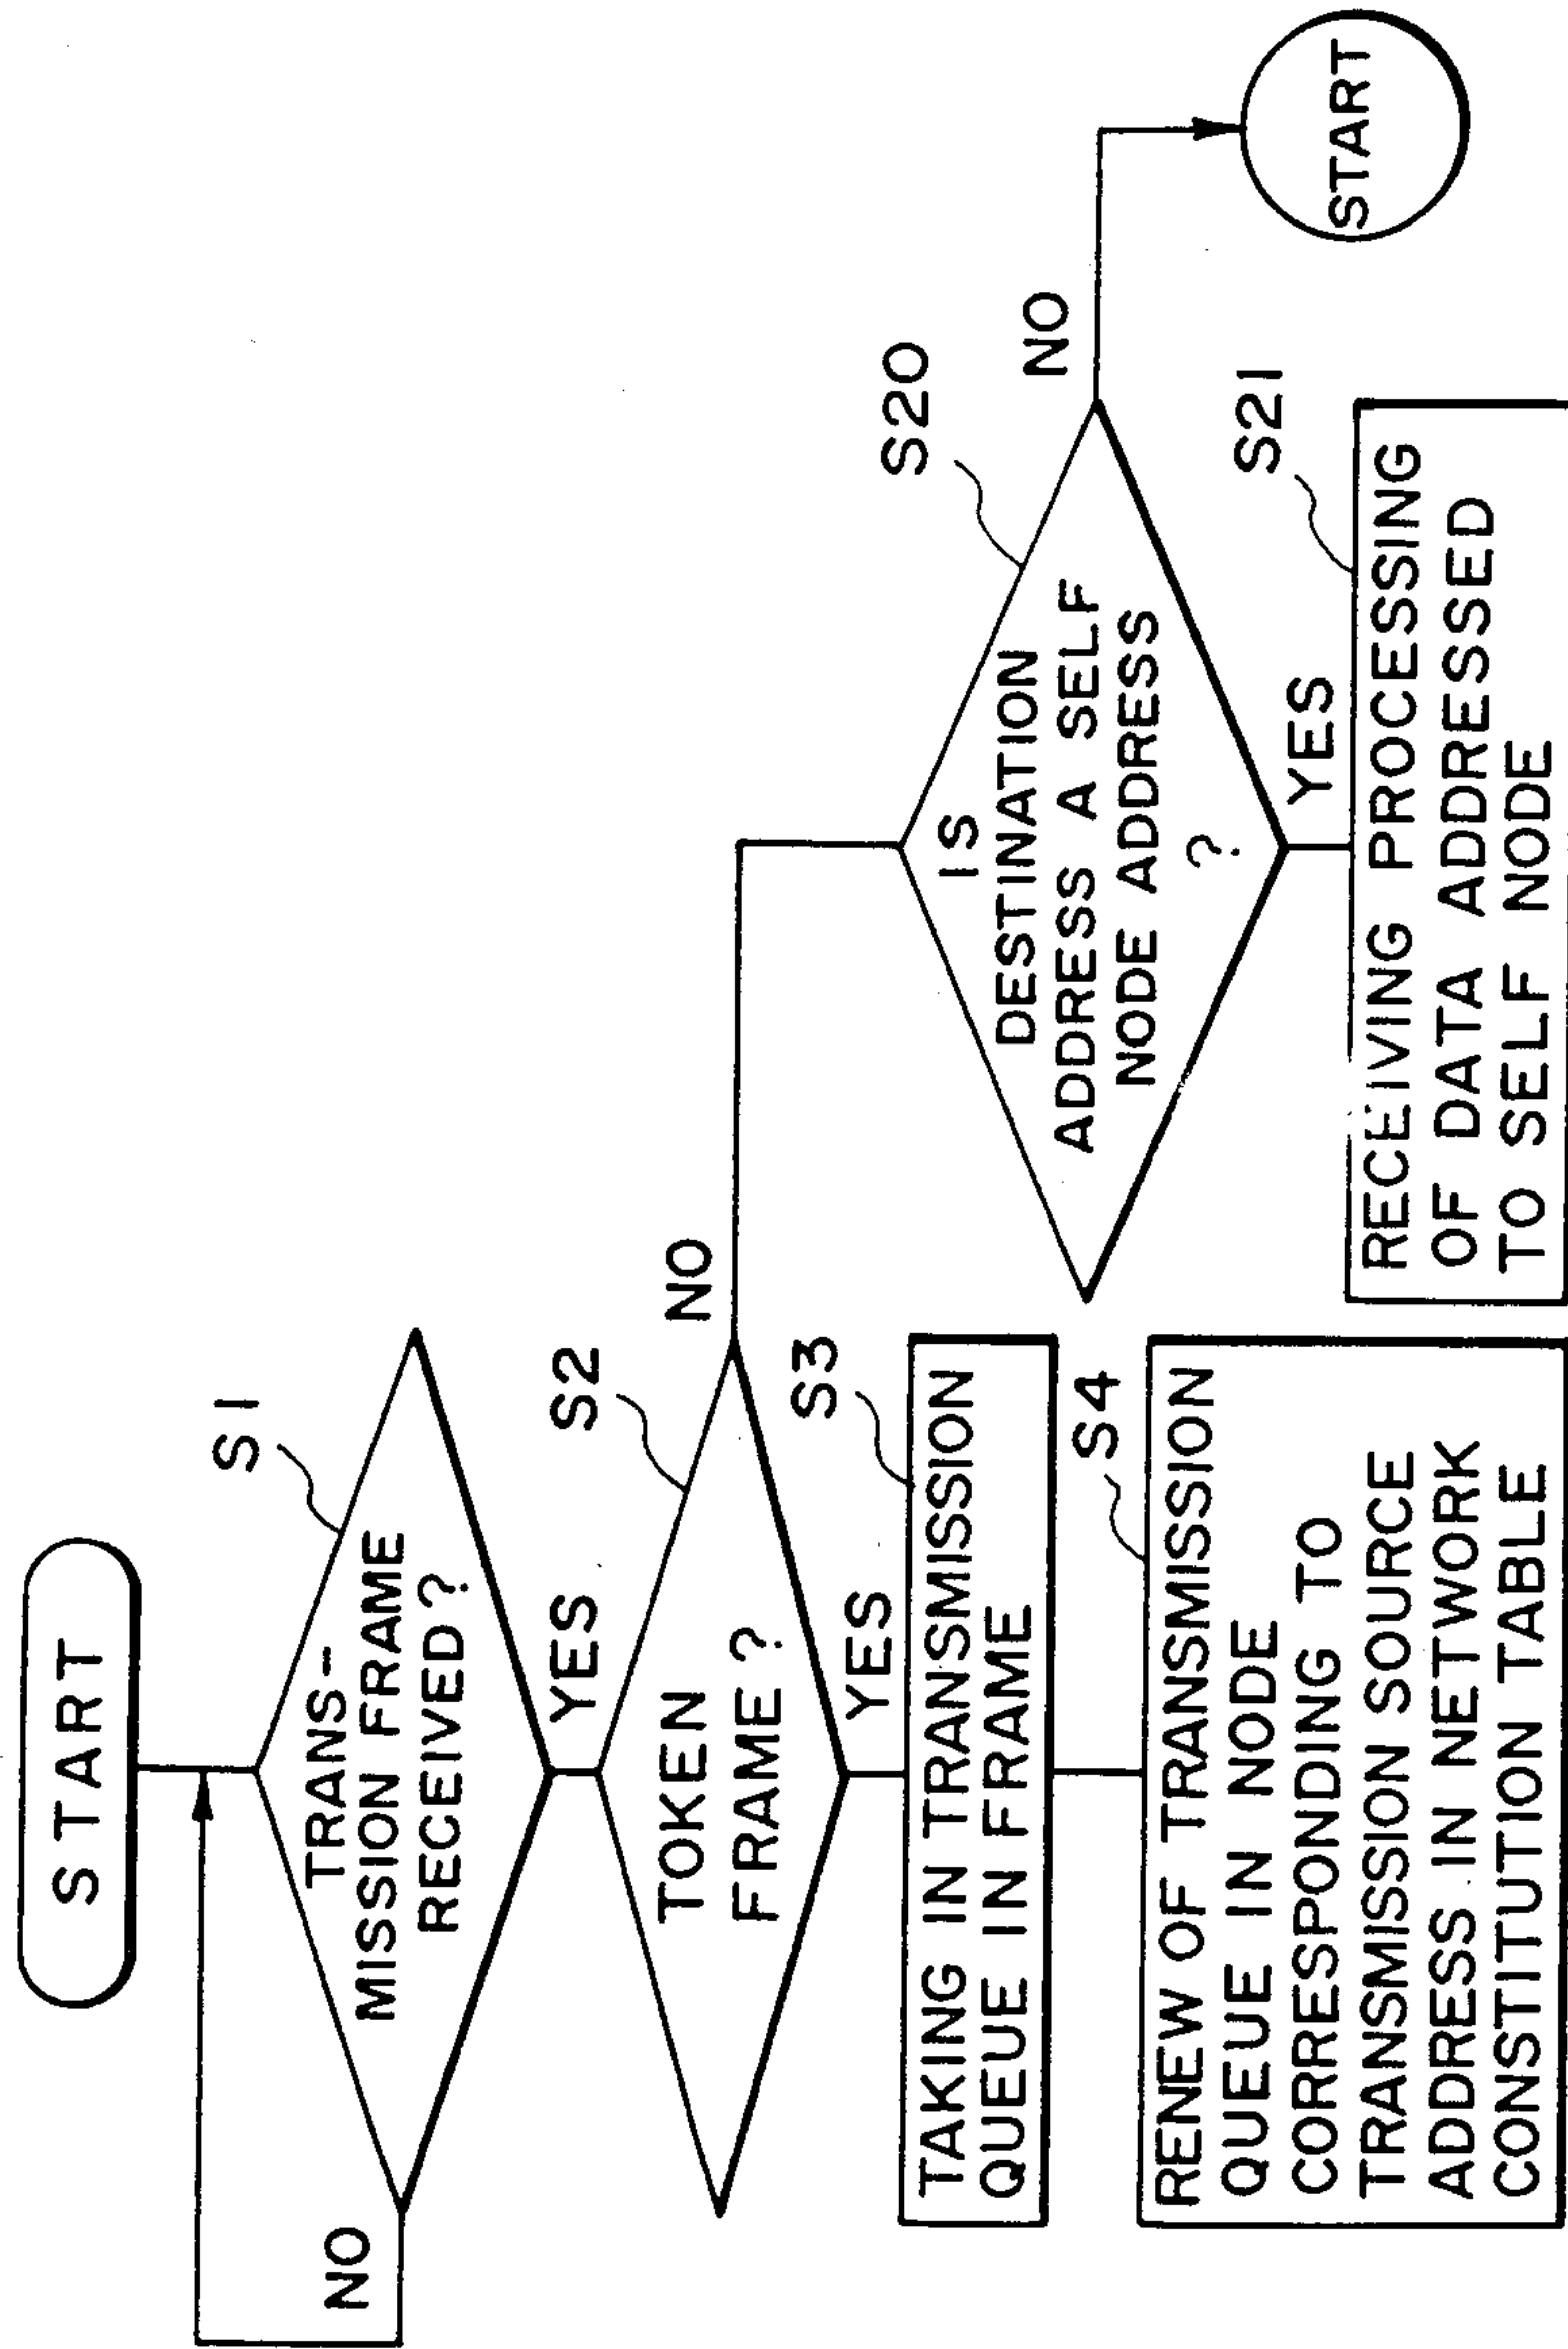 START
S1
TRANS-
MISSION FRAME
RECEIVED?
NO
YES
S2
TOKEN
FRAME?
NO
YES
S3
TAKING IN TRANSMISSION
QUEUE IN FRAME
S4
RENEW OF TRANSMISSION
QUEUE IN NODE
CORRESPONDING TO
TRANSMISSION SOURCE
ADDRESS IN NETWORK
CONSTITUTION TABLE
S20
IS
DESTINATION
ADDRESS A SELF
NODE ADDRESS
?
NO
START
YES
S21
RECEIVING PROCESSING
OF DATA ADDRESSED
TO SELF NODE